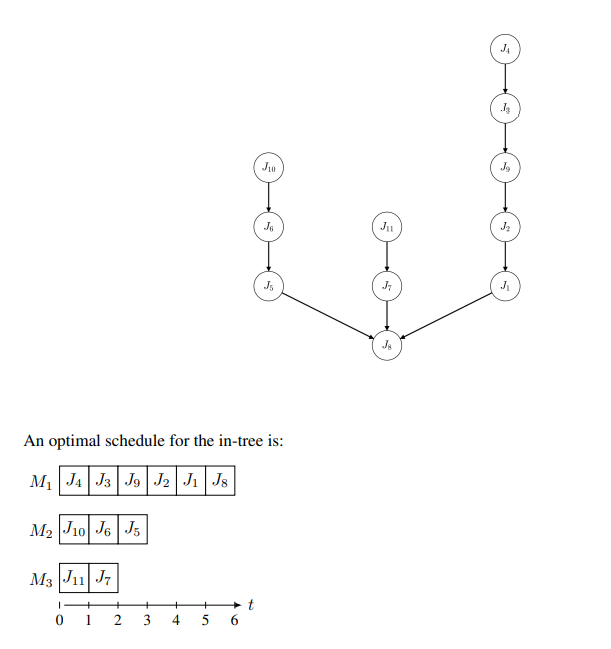 J₄
J₃
J₁₀ J₉
J₆ J₁₁ J₂
J₅ J₇ J₁
J₈
An optimal schedule for the in-tree is:
M₁ J₄ J₃ J₉ J₂ J₁ J₈
M₂ J₁₀ J₆ J₅
M₃ J₁₁ J₇
t
0 1 2 3 4 5 6